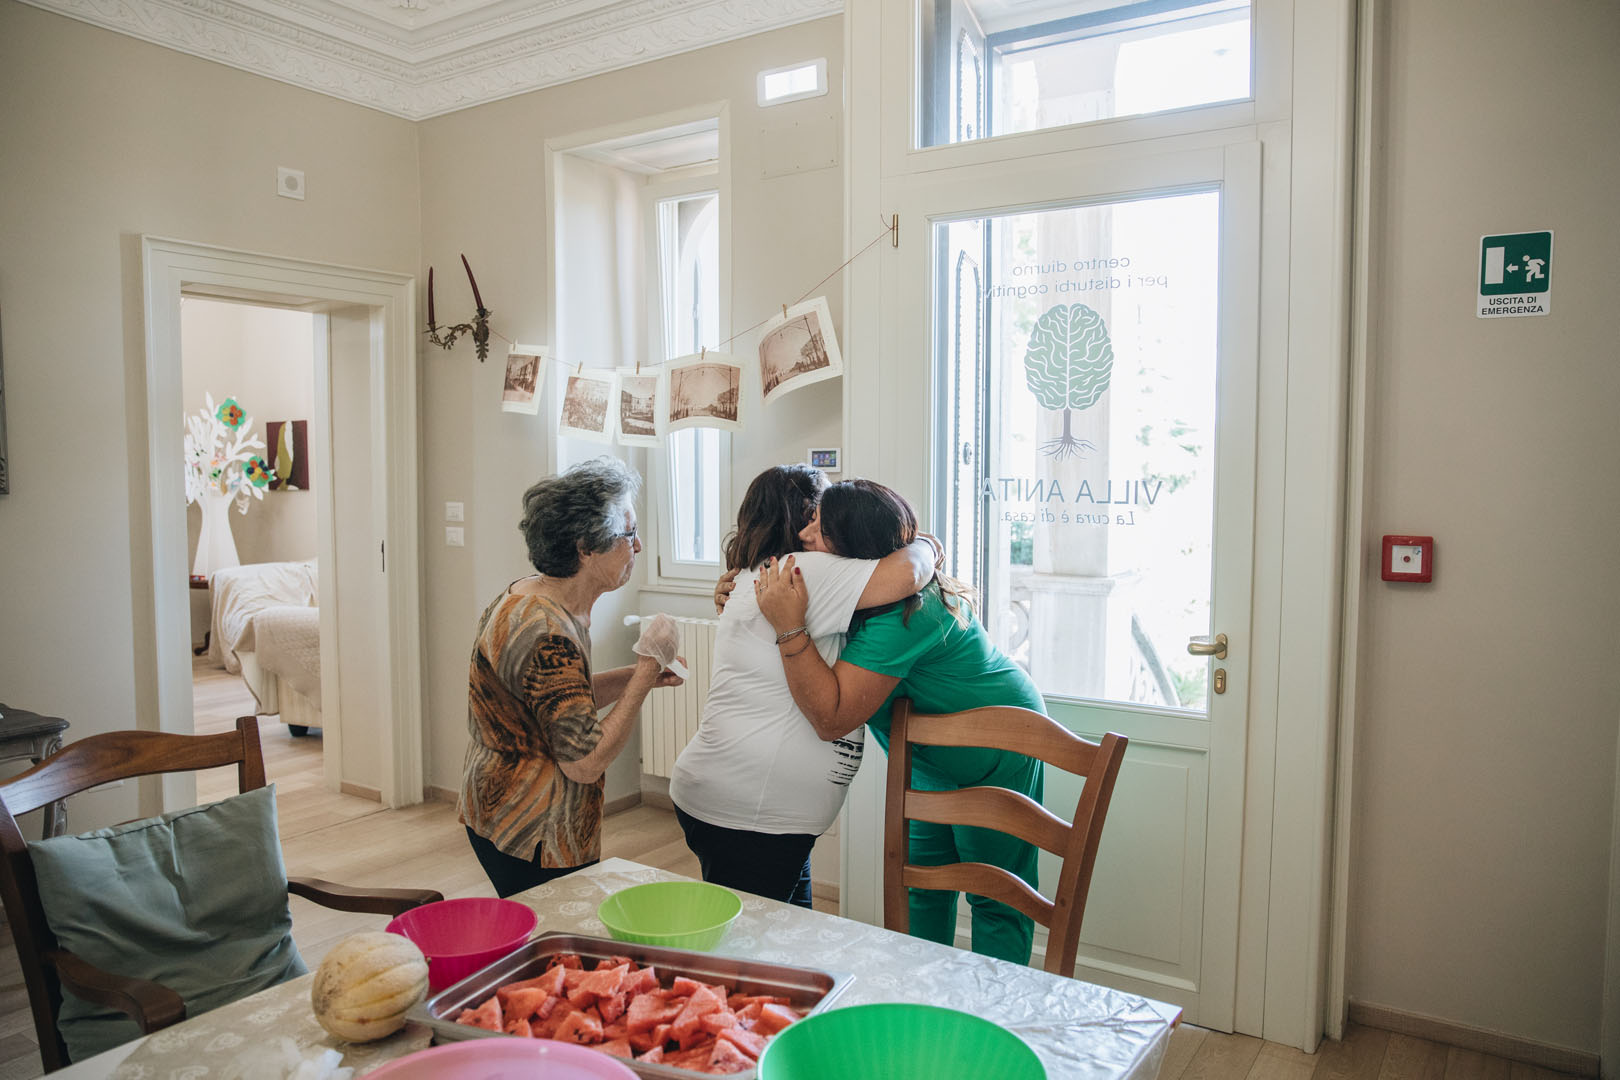 centro diurno
per i disturbi cognitivi
VILLA ANITA
La cura è di casa.
USCITA DI
EMERGENZA